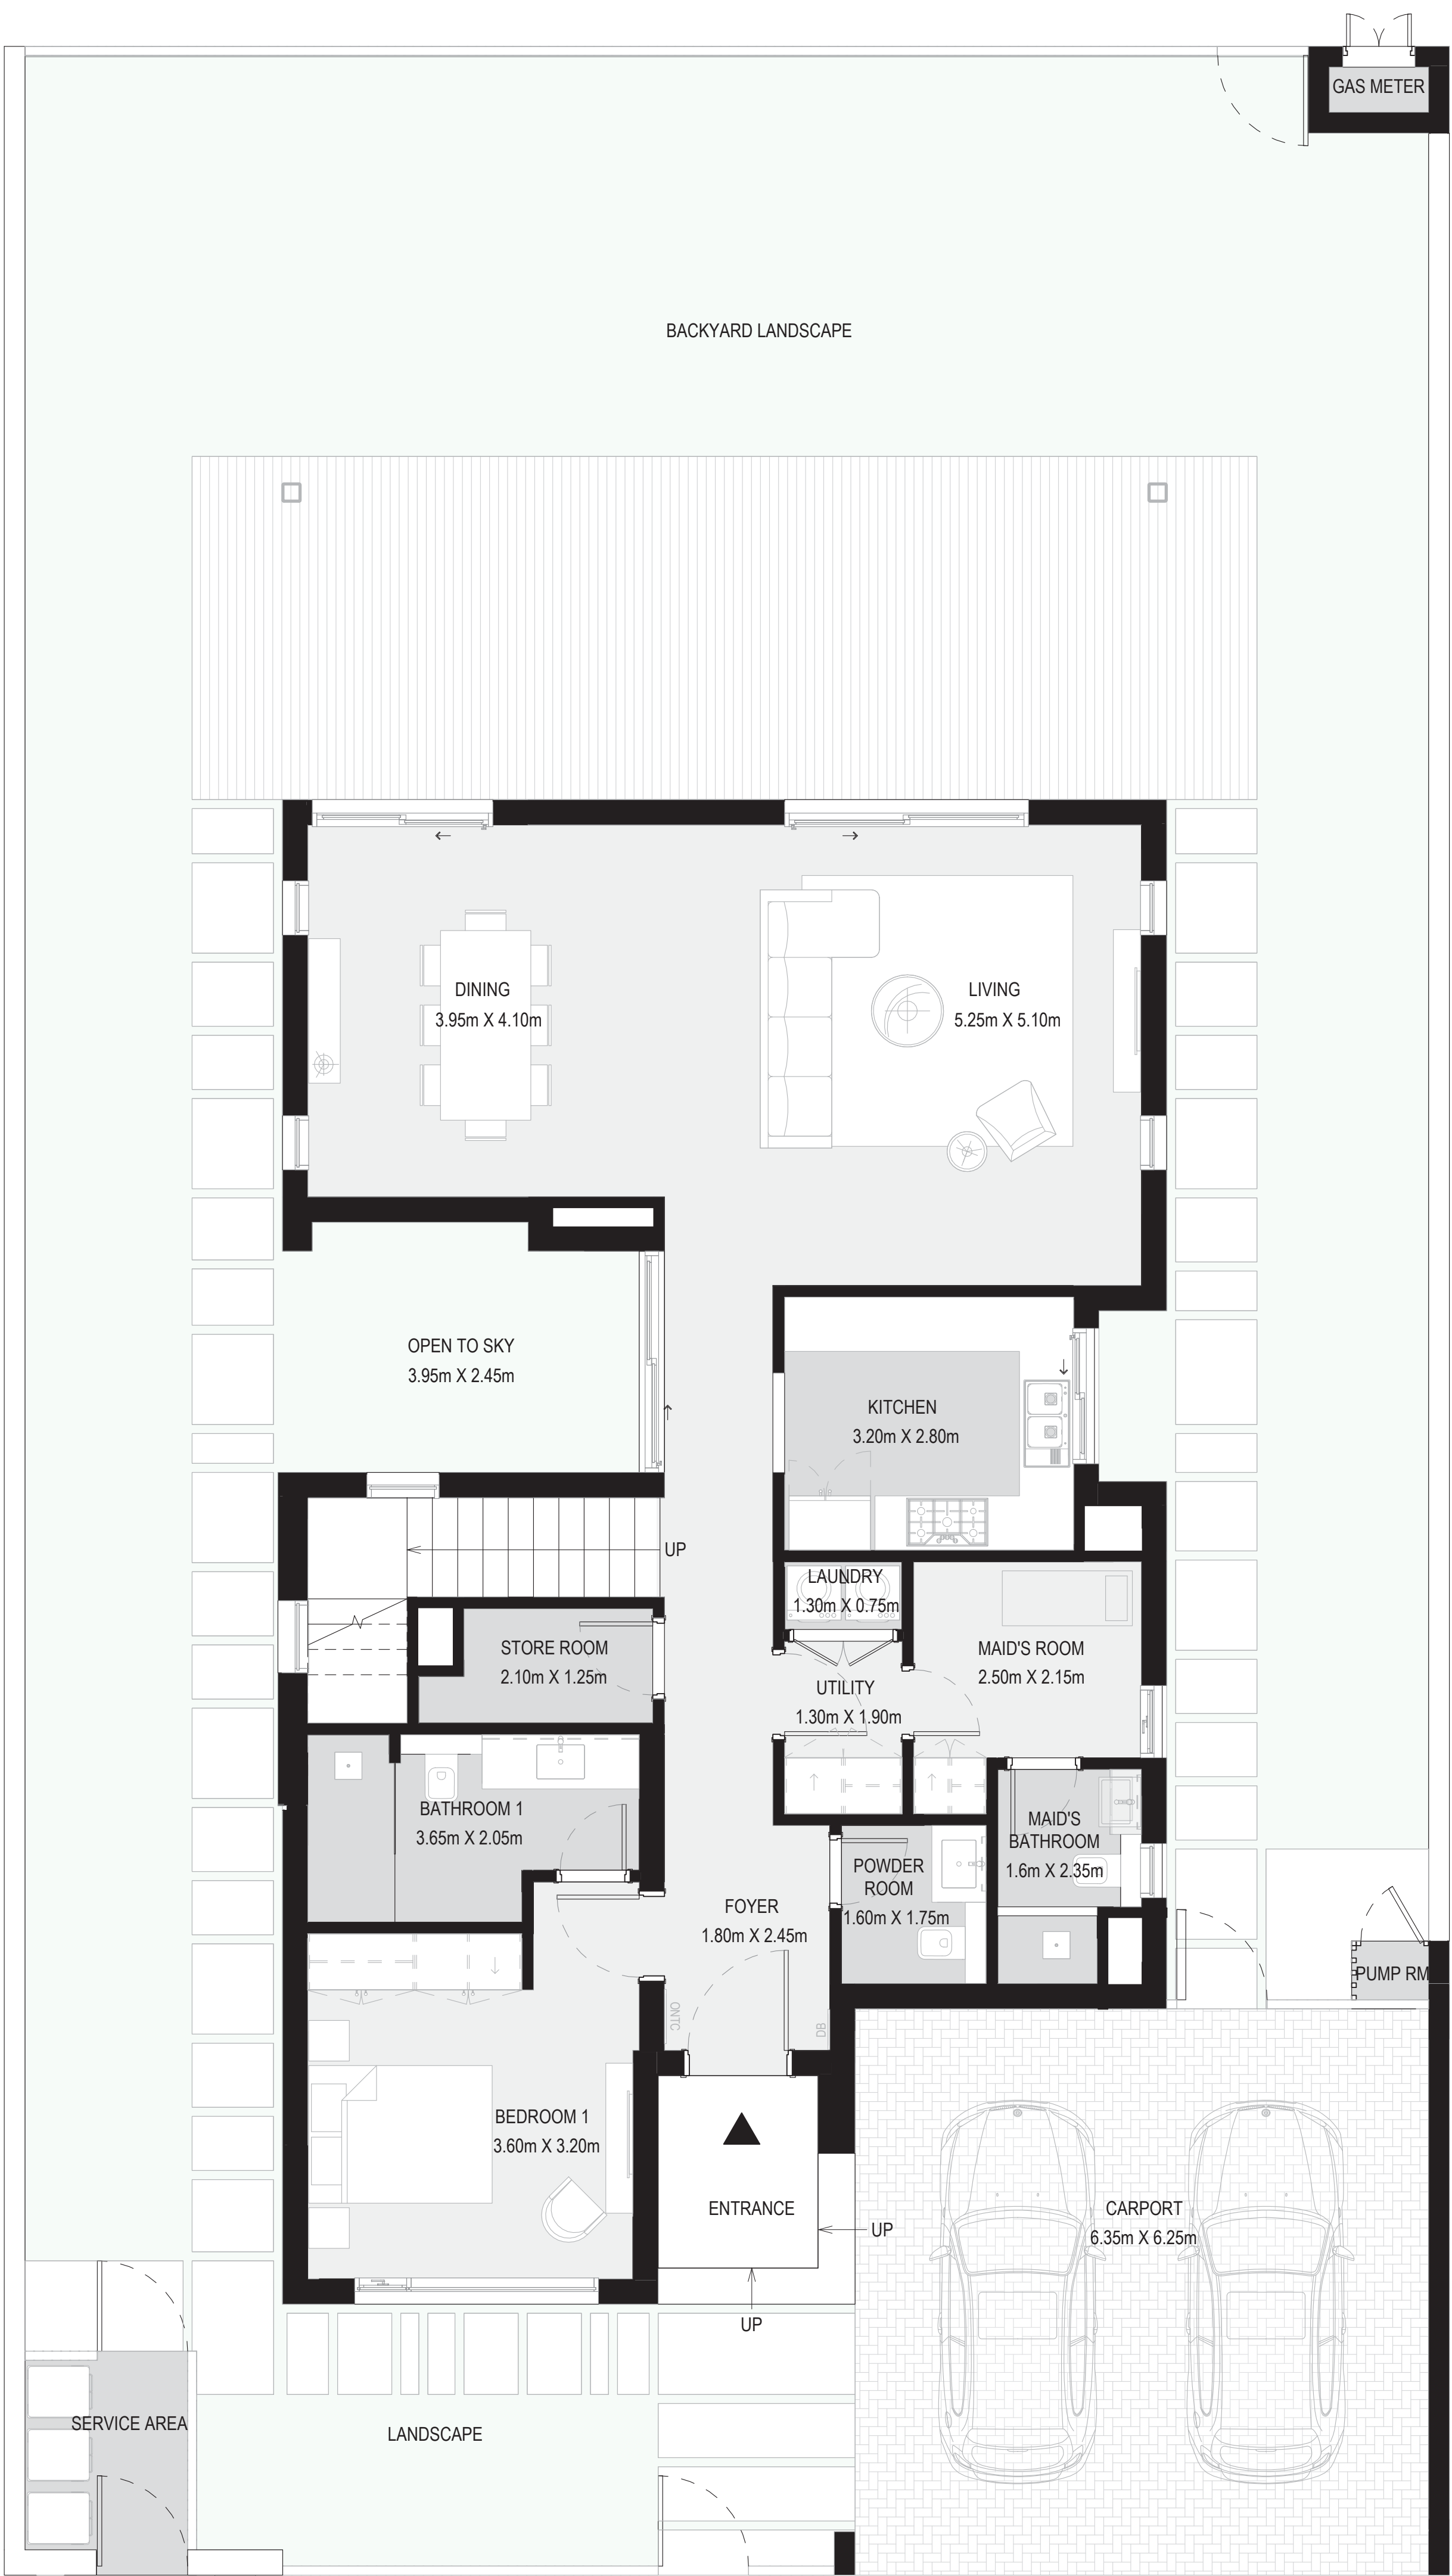 GAS METER
BACKYARD LANDSCAPE
DINING
3.95m X 4.10m
LIVING
5.25m X 5.10m
OPEN TO SKY
3.95m X 2.45m
KITCHEN
3.20m X 2.80m
UP
LAUNDRY
1.30m X 0.75m
STORE ROOM
2.10m X 1.25m
MAID'S ROOM
2.50m X 2.15m
UTILITY
1.30m X 1.90m
BATHROOM 1
3.65m X 2.05m
MAID'S
BATHROOM
1.6m X 2.35m
POWDER
ROOM
1.60m X 1.75m
FOYER
1.80m X 2.45m
PUMP RM
ONTC
DB
BEDROOM 1
3.60m X 3.20m
ENTRANCE
UP
CARPORT
6.35m X 6.25m
UP
SERVICE AREA
LANDSCAPE